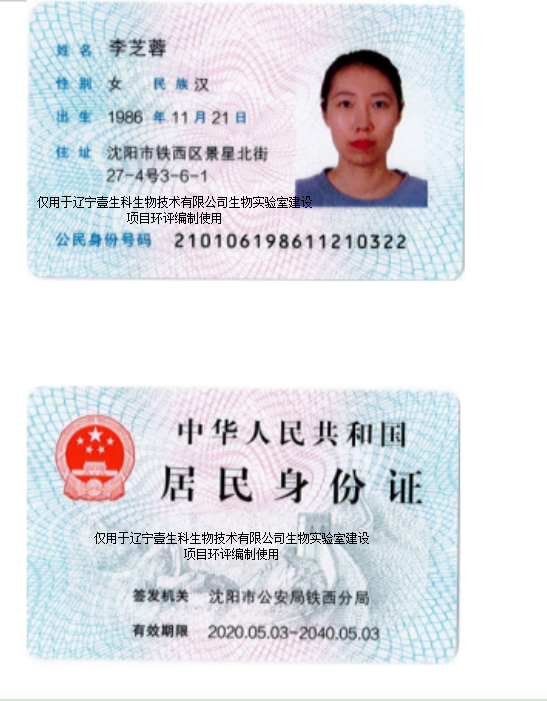 姓名 李芝蓉
性别 女 民族 汉
出生 1986 年 11 月 21 日
住址 沈阳市铁西区景星北街
27-4号3-6-1
仅用于辽宁壹生科生物技术有限公司生物实验室建设
项目环评编制使用
公民身份号码 210106198611210322
中华人民共和国
居民身份证
仅用于辽宁壹生科生物技术有限公司生物实验室建设
项目环评编制使用
签发机关 沈阳市公安局铁西分局
有效期限 2020.05.03-2040.05.03